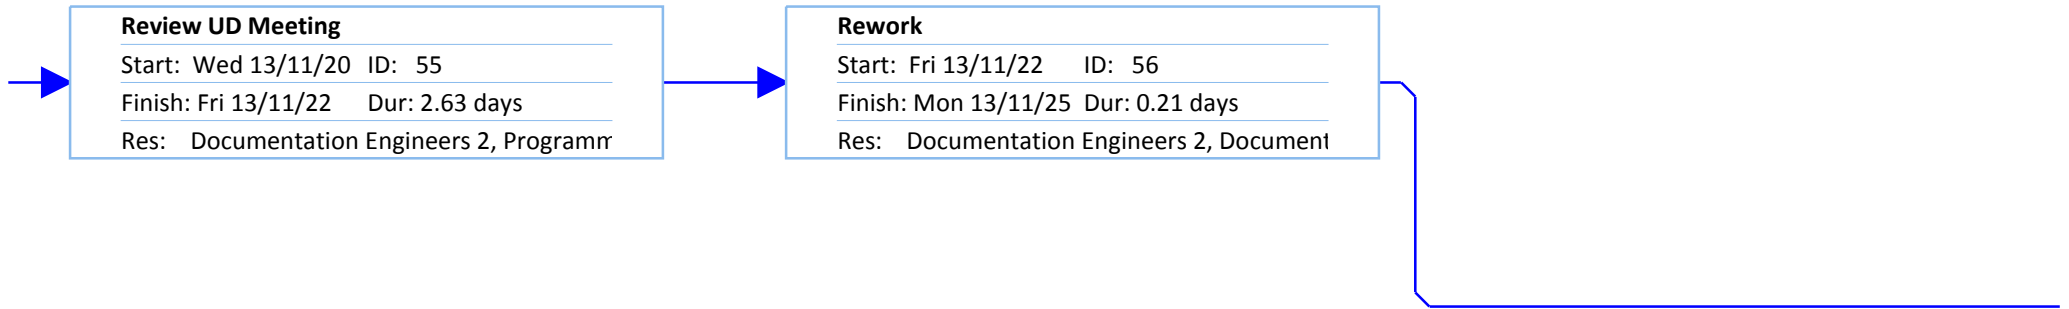 Review UD Meeting
Start: Wed 13/11/20 ID: 55
Finish: Fri 13/11/22 Dur: 2.63 days
Res: Documentation Engineers 2, Programm
Rework
Start: Fri 13/11/22 ID: 56
Finish: Mon 13/11/25 Dur: 0.21 days
Res: Documentation Engineers 2, Document